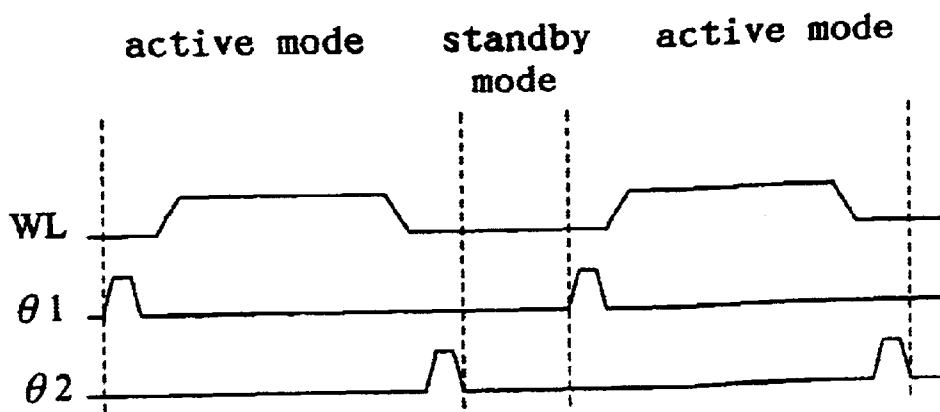 active mode
standby
mode
active mode
WL
θ1
θ2